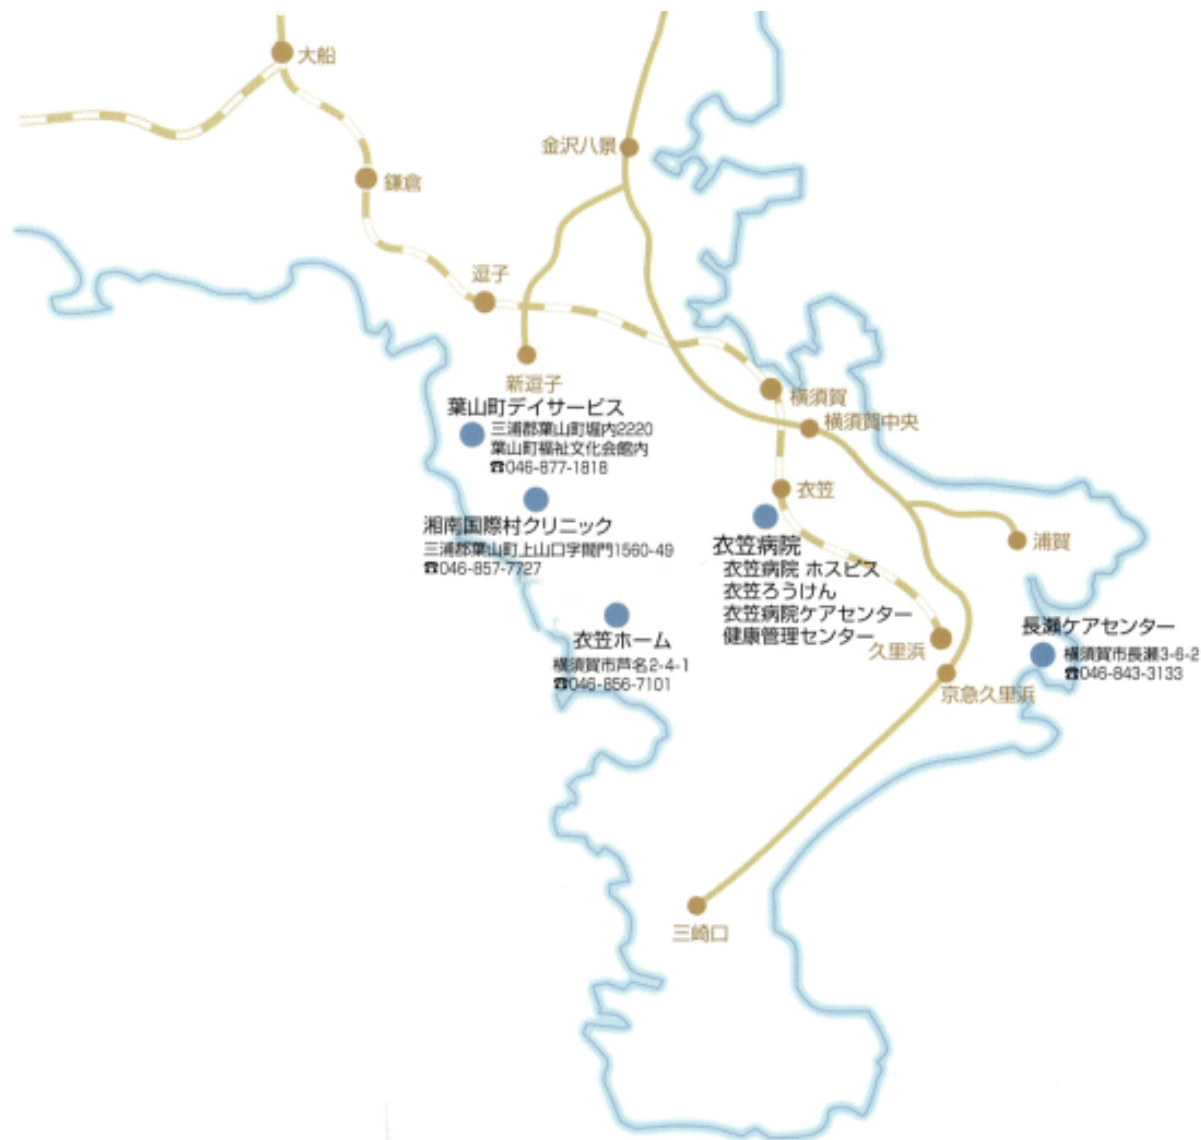 大船
金沢八景
鎌倉
逗子
新逗子
横須賀
葉山町デイサービス
三浦郡葉山町堀内2220
葉山町福祉文化会館内
☎046-877-1818
横須賀中央
衣笠
湘南国際村クリニック
三浦郡葉山町上山口字間門1560-49
☎046-857-7727
浦賀
衣笠病院
衣笠病院 ホスピス
衣笠ろうけん
衣笠病院ケアセンター
健康管理センター
衣笠ホーム
横須賀市芦名2-4-1
☎046-856-7101
久里浜
長瀬ケアセンター
横須賀市長瀬3-6-2
☎046-843-3133
京急久里浜
三崎口